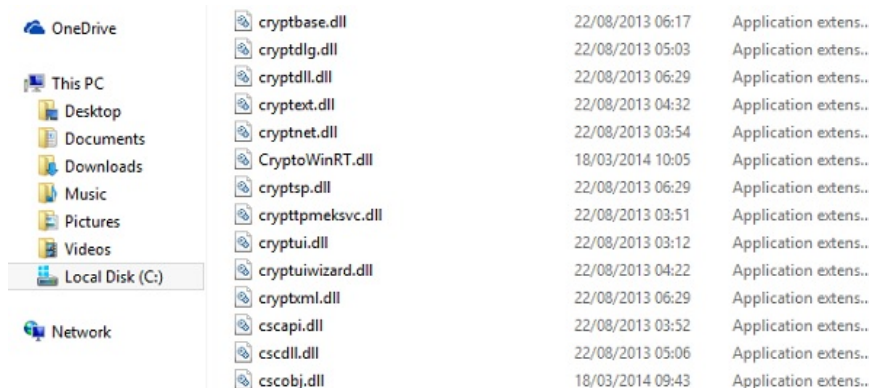 OneDrive
This PC
Desktop
Documents
Downloads
Music
Pictures
Videos
Local Disk (C:)
Network
cryptbase.dll 22/08/2013 06:17 Application extens...
cryptdlg.dll 22/08/2013 05:03 Application extens...
cryptdll.dll 22/08/2013 06:29 Application extens...
cryptext.dll 22/08/2013 04:32 Application extens...
cryptnet.dll 22/08/2013 03:54 Application extens...
CryptoWinRT.dll 18/03/2014 10:05 Application extens...
cryptsp.dll 22/08/2013 06:29 Application extens...
crypttpmeksvc.dll 22/08/2013 03:51 Application extens...
cryptui.dll 22/08/2013 03:12 Application extens...
cryptuiwizard.dll 22/08/2013 04:22 Application extens...
cryptxml.dll 22/08/2013 06:29 Application extens...
cscapi.dll 22/08/2013 03:52 Application extens...
cscdll.dll 22/08/2013 05:06 Application extens...
cscobj.dll 18/03/2014 09:43 Application extens...